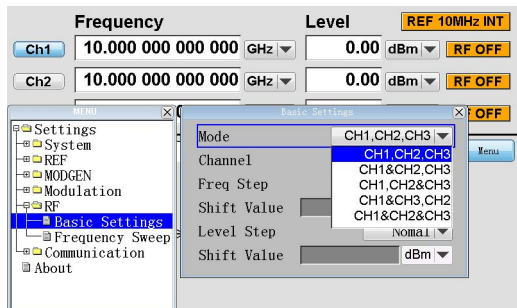 Frequency Level REF 10MHz INT
Ch1 10.000 000 000 000 GHz 0.00 dBm RF OFF
Ch2 10.000 000 000 000 GHz 0.00 dBm RF OFF
MENU Basic Settings OFF
Settings
System
REF
MODGEN
Modulation
RF
Basic Settings
Frequency Sweep
Communication
About
Mode CH1,CH2,CH3
CH1,CH2,CH3
CH1&CH2,CH3
CH1,CH2&CH3
CH1&CH3,CH2
CH1&CH2&CH3
Channel
Freq Step
Shift Value
Level Step Nomal
Shift Value dBm
Menu